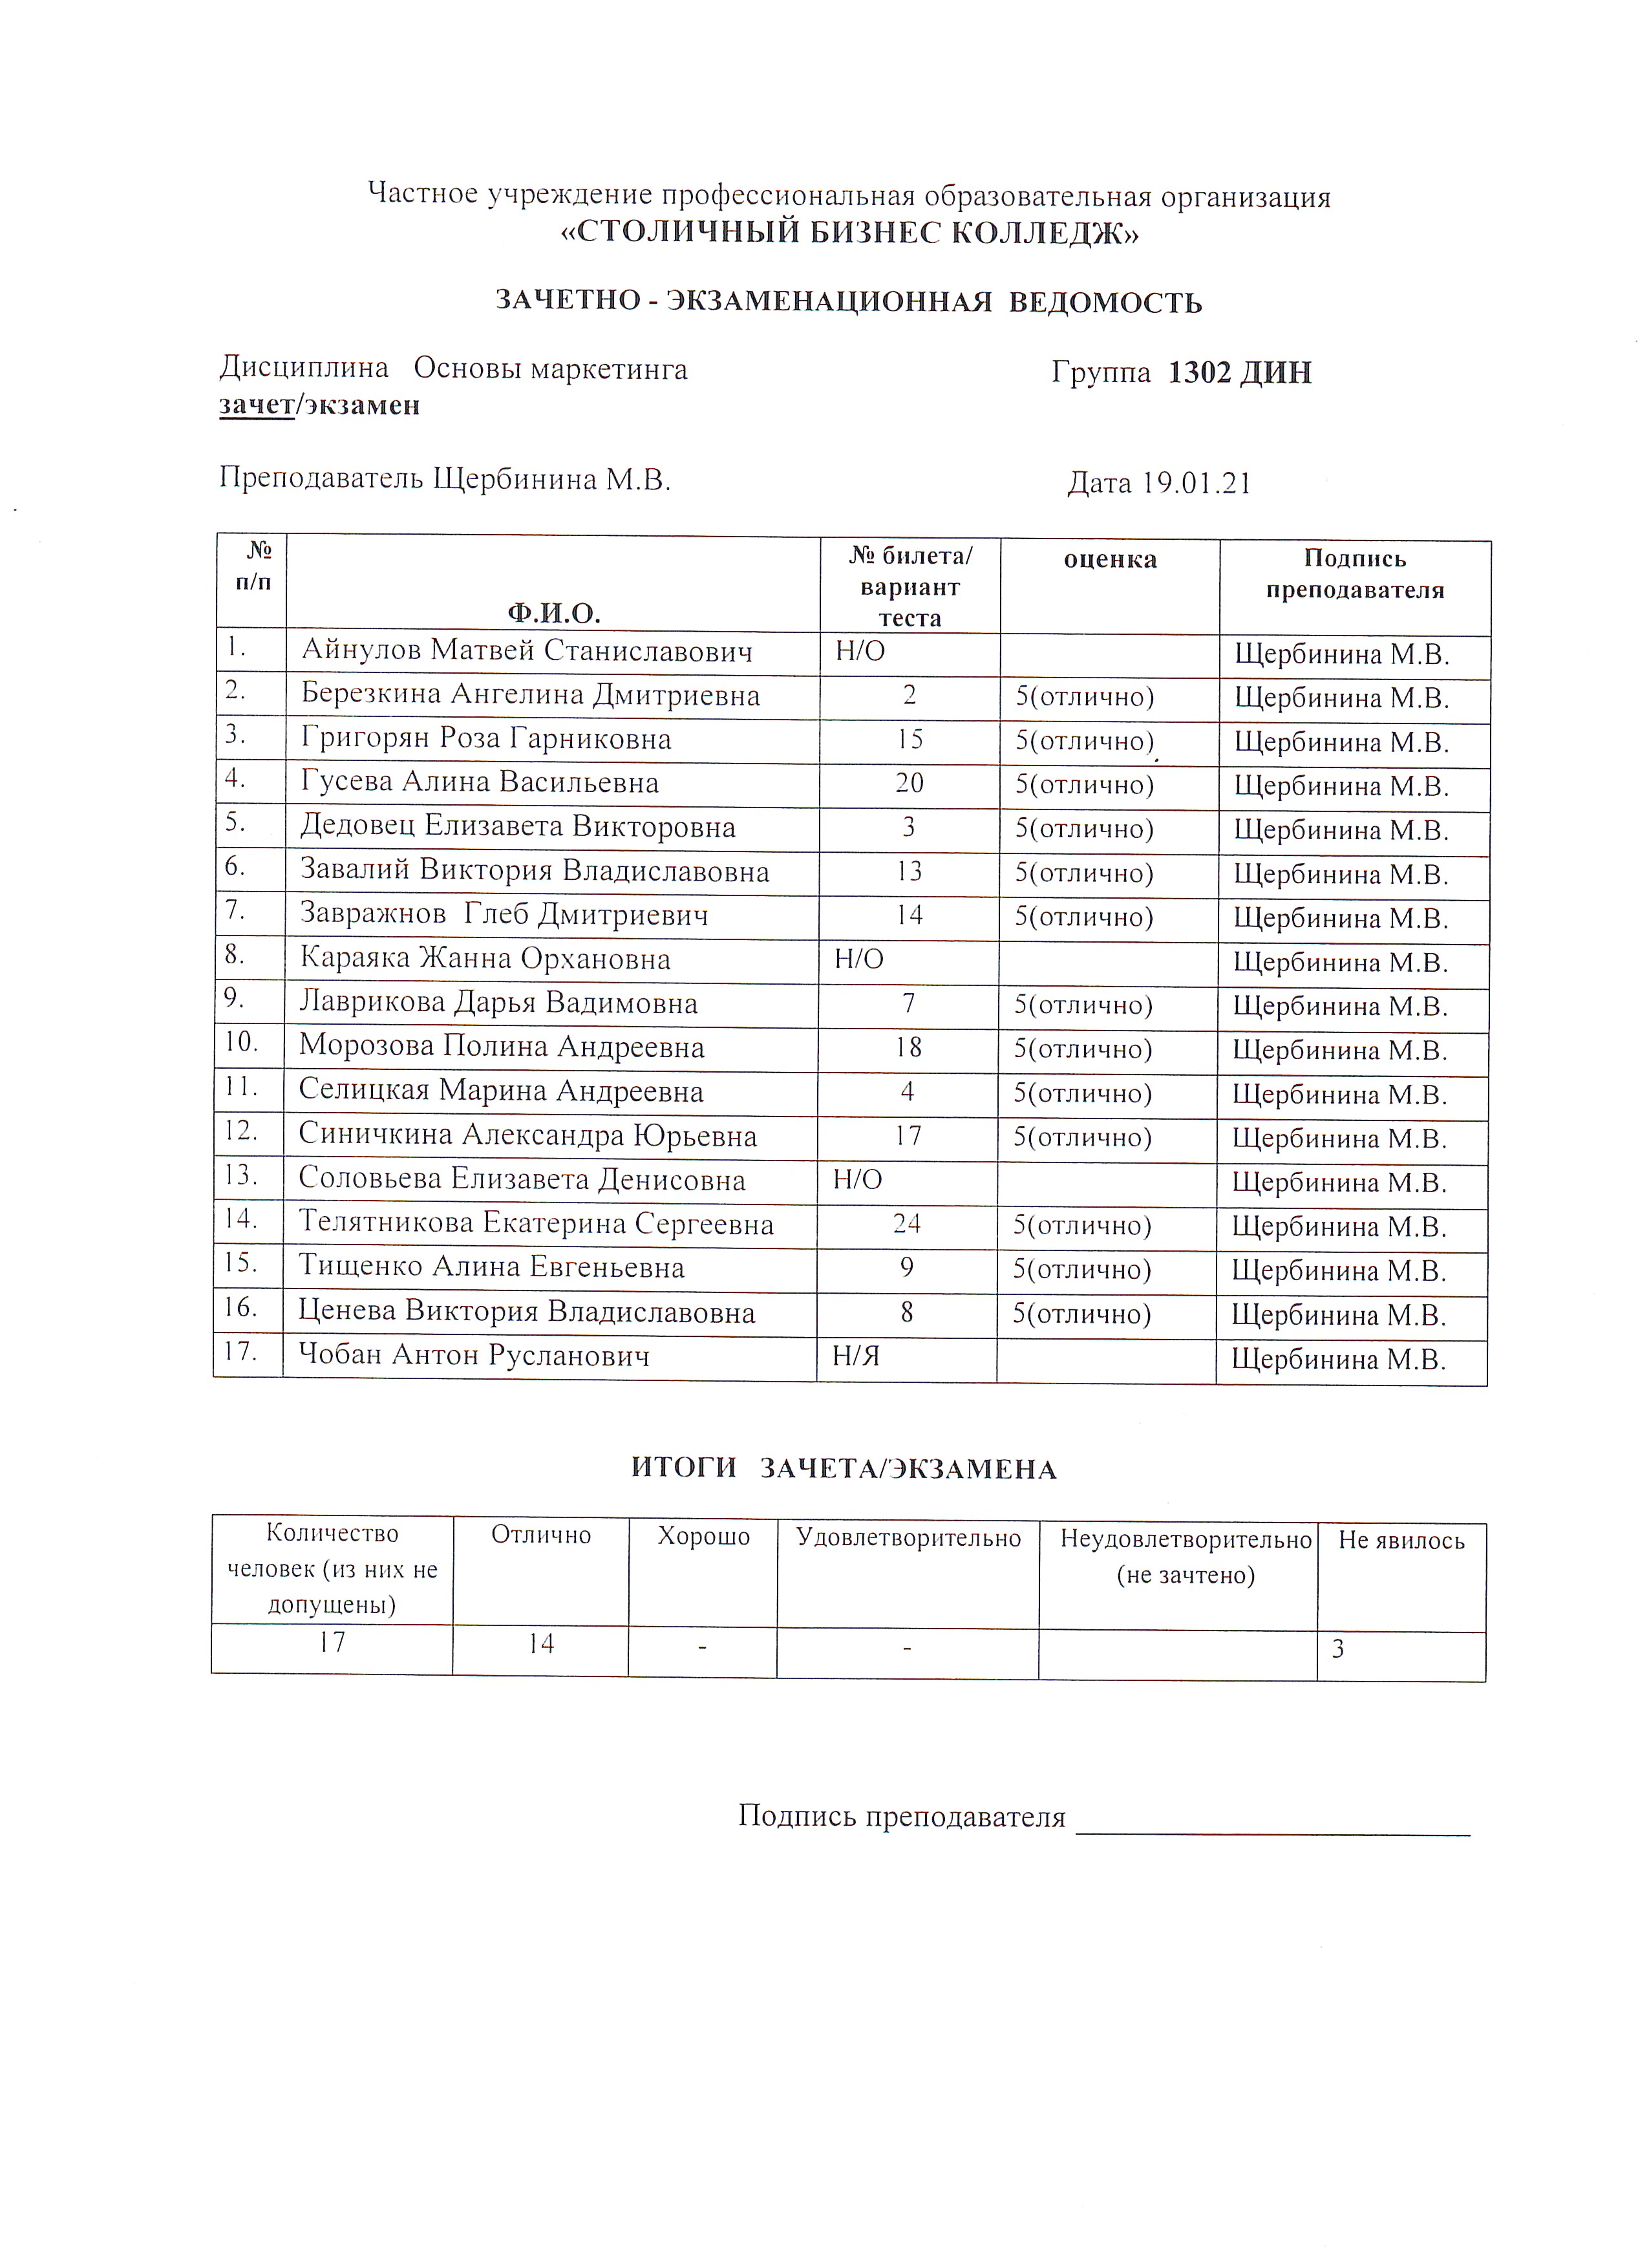 Частное учреждение профессиональная образовательная организация
«СТОЛИЧНЫЙ БИЗНЕС КОЛЛЕДЖ»
ЗАЧЕТНО - ЭКЗАМЕНАЦИОННАЯ ВЕДОМОСТЬ
Дисциплина Основы маркетинга Группа 1302 ДИН
зачет/экзамен
Преподаватель Щербинина М.В. Дата 19.01.21
№ п/п Ф.И.О. № билета/ вариант теста оценка Подпись преподавателя
1. Айнулов Матвей Станиславович Н/О Щербинина М.В.
2. Березкина Ангелина Дмитриевна 2 5(отлично) Щербинина М.В.
3. Григорян Роза Гарниковна 15 5(отлично) Щербинина М.В.
4. Гусева Алина Васильевна 20 5(отлично) Щербинина М.В.
5. Дедовец Елизавета Викторовна 3 5(отлично) Щербинина М.В.
6. Завалий Виктория Владиславовна 13 5(отлично) Щербинина М.В.
7. Завражнов Глеб Дмитриевич 14 5(отлично) Щербинина М.В.
8. Караяка Жанна Орхановна Н/О Щербинина М.В.
9. Лаврикова Дарья Вадимовна 7 5(отлично) Щербинина М.В.
10. Морозова Полина Андреевна 18 5(отлично) Щербинина М.В.
11. Селицкая Марина Андреевна 4 5(отлично) Щербинина М.В.
12. Синичкина Александра Юрьевна 17 5(отлично) Щербинина М.В.
13. Соловьева Елизавета Денисовна Н/О Щербинина М.В.
14. Телятникова Екатерина Сергеевна 24 5(отлично) Щербинина М.В.
15. Тищенко Алина Евгеньевна 9 5(отлично) Щербинина М.В.
16. Ценева Виктория Владиславовна 8 5(отлично) Щербинина М.В.
17. Чобан Антон Русланович Н/Я Щербинина М.В.
ИТОГИ ЗАЧЕТА/ЭКЗАМЕНА
Количество человек (из них не допущены) Отлично Хорошо Удовлетворительно Неудовлетворительно (не зачтено) Не явилось
17 14 - - 3
Подпись преподавателя